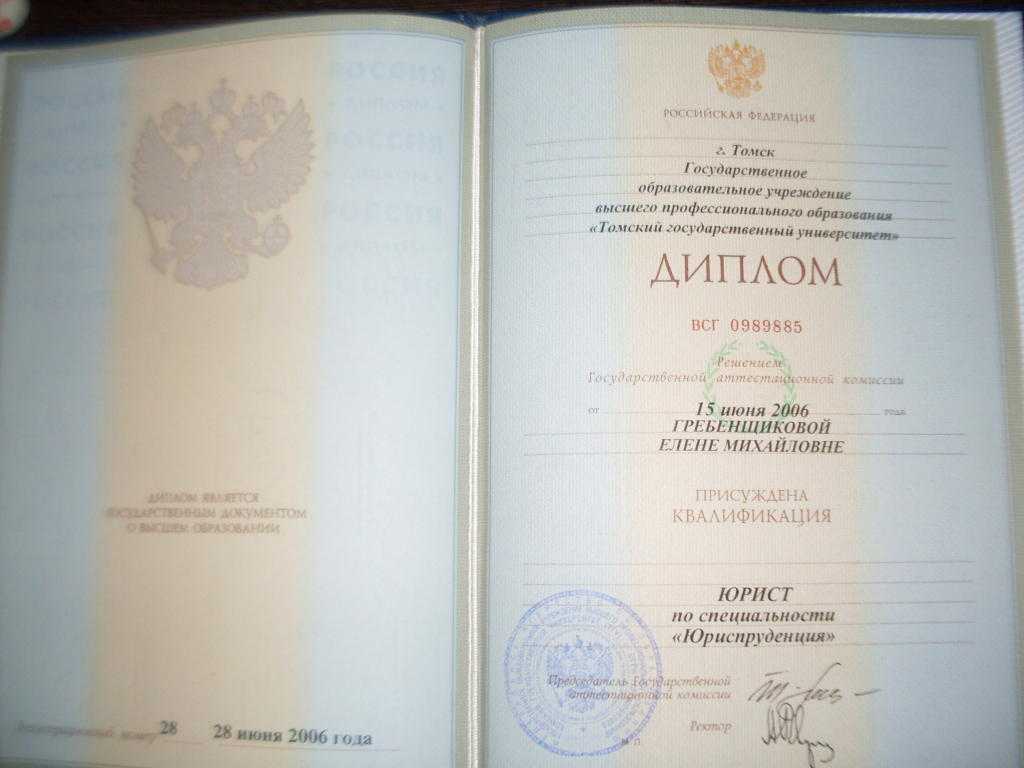 РОССИЯ
РОССИЯ
РОССИЯ
ДИПЛОМ ЯВЛЯЕТСЯ
ГОСУДАРСТВЕННЫМ ДОКУМЕНТОМ
О ВЫСШЕМ ОБРАЗОВАНИИ
Регистрационный номер 28 28 июня 2006 года
РОССИЙСКАЯ ФЕДЕРАЦИЯ
г. Томск
Государственное
образовательное учреждение
высшего профессионального образования
«Томский государственный университет»
ДИПЛОМ
ВСГ 0989885
Решением
Государственной аттестационной комиссии
от 15 июня 2006 года
ГРЕБЕНЩИКОВОЙ
ЕЛЕНЕ МИХАЙЛОВНЕ
ПРИСУЖДЕНА
КВАЛИФИКАЦИЯ
ЮРИСТ
по специальности
«Юриспруденция»
Председатель Государственной
аттестационной комиссии
Ректор
М.П.